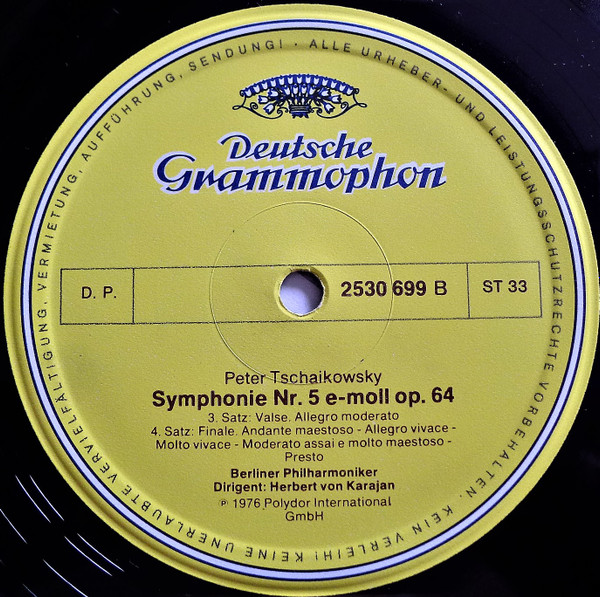 ALLE URHEBER- UND LEISTUNGSSCHUTZRECHTE VORBEHALTEN. KEIN VERLEIH! KEINE UNERLAUBTE VERVIELFÄLTIGUNG, VERMIETUNG, AUFFÜHRUNG, SENDUNG! ·
Deutsche
Grammophon
D. P.
2530 699 B
ST 33
Peter Tschaikowsky
Symphonie Nr. 5 e-moll op. 64
3. Satz: Valse. Allegro moderato
4. Satz: Finale. Andante maestoso - Allegro vivace -
Molto vivace - Moderato assai e molto maestoso -
Presto
Berliner Philharmoniker
Dirigent: Herbert von Karajan
℗ 1976 Polydor International
GmbH